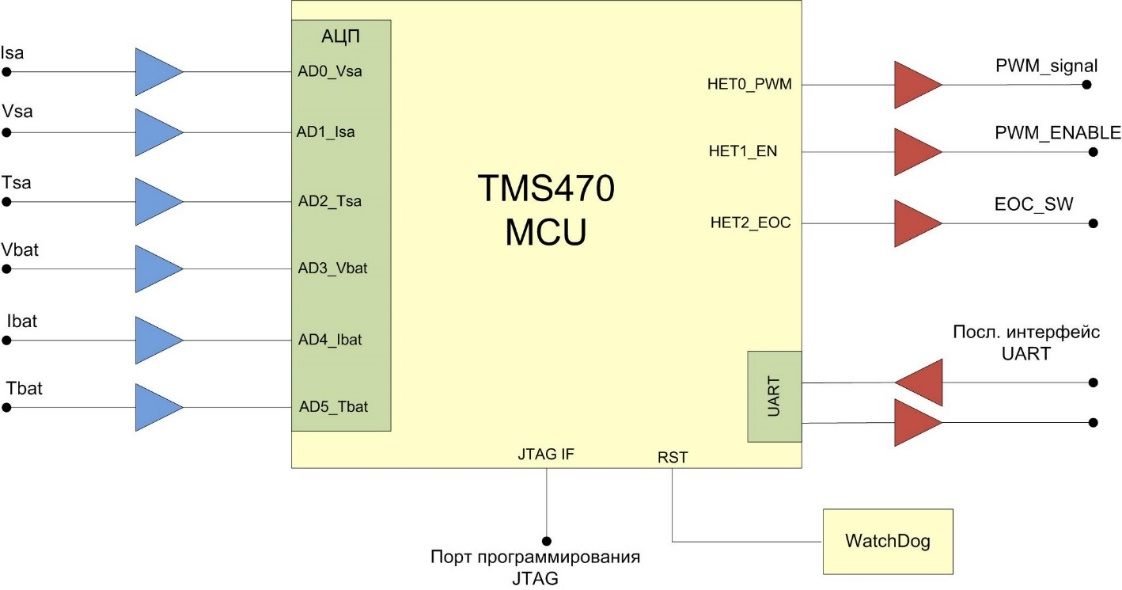 Isa
Vsa
Tsa
Vbat
Ibat
Tbat
АЦП
AD0_Vsa
AD1_Isa
AD2_Tsa
AD3_Vbat
AD4_Ibat
AD5_Tbat
TMS470
MCU
HET0_PWM
HET1_EN
HET2_EOC
UART
JTAG IF
RST
PWM_signal
PWM_ENABLE
EOC_SW
Посл. интерфейс
UART
Порт программирования
JTAG
WatchDog